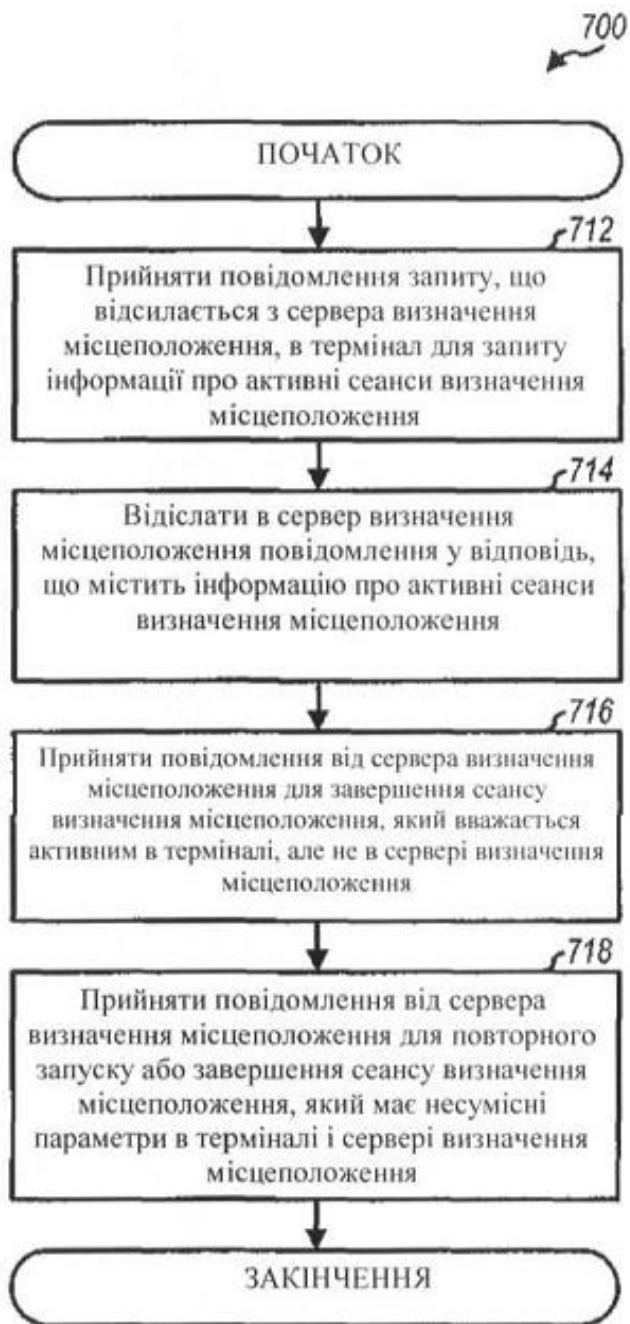 700
ПОЧАТОК
712
Прийняти повідомлення запиту, що
відсилається з сервера визначення
місцеположення, в термінал для запиту
інформації про активні сеанси визначення
місцеположення
714
Відіслати в сервер визначення
місцеположення повідомлення у відповідь,
що містить інформацію про активні сеанси
визначення місцеположення
716
Прийняти повідомлення від сервера визначення
місцеположення для завершення сеансу
визначення місцеположення, який вважається
активним в терміналі, але не в сервері визначення
місцеположення
718
Прийняти повідомлення від сервера
визначення місцеположення для повторного
запуску або завершення сеансу визначення
місцеположення, який має несумісні
параметри в терміналі і сервері визначення
місцеположення
ЗАКІНЧЕННЯ